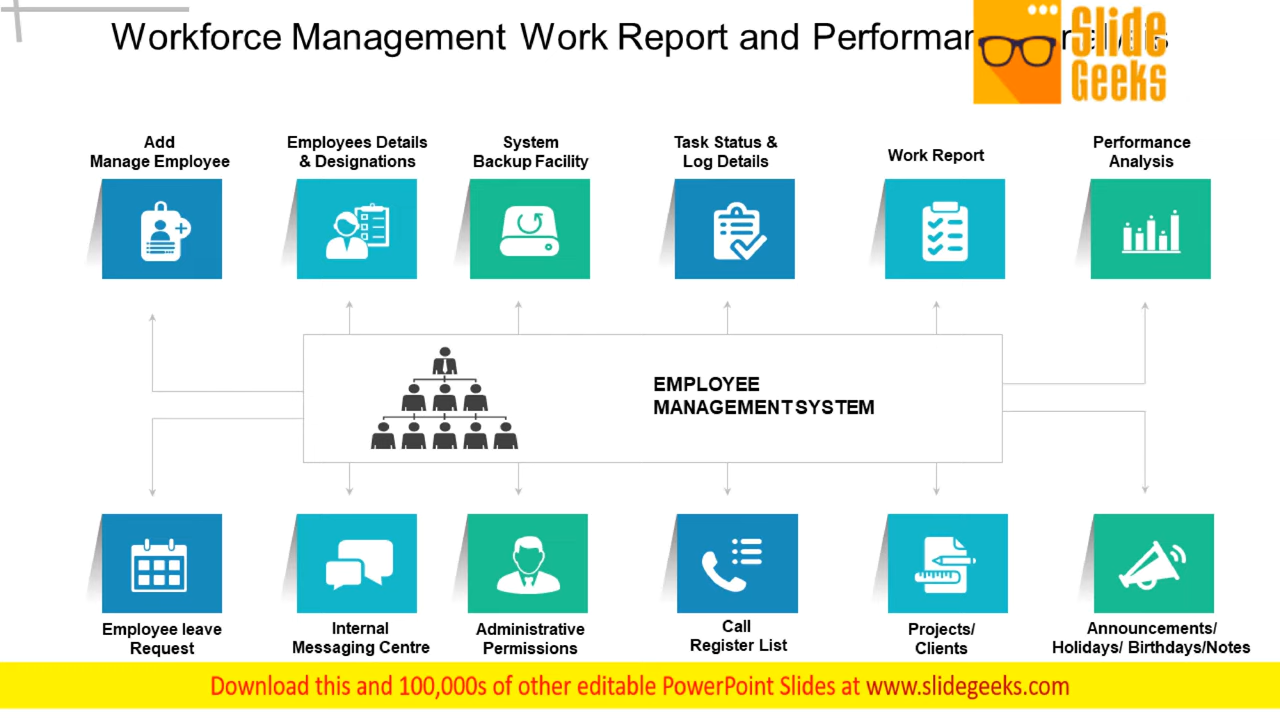 Workforce Management Work Report and
Slide
Geeks
Add
Manage Employee
Employees Details
& Designations
System
Backup Facility
Task Status &
Log Details
Work Report
Performance
Analysis
EMPLOYEE
MANAGEMENT SYSTEM
Employee leave
Request
Internal
Messaging Centre
Administrative
Permissions
Call
Register List
Projects/
Clients
Announcements/
Holidays/ Birthdays/Notes
Download this and 100,000s of other editable PowerPoint Slides at www.slidegeeks.com